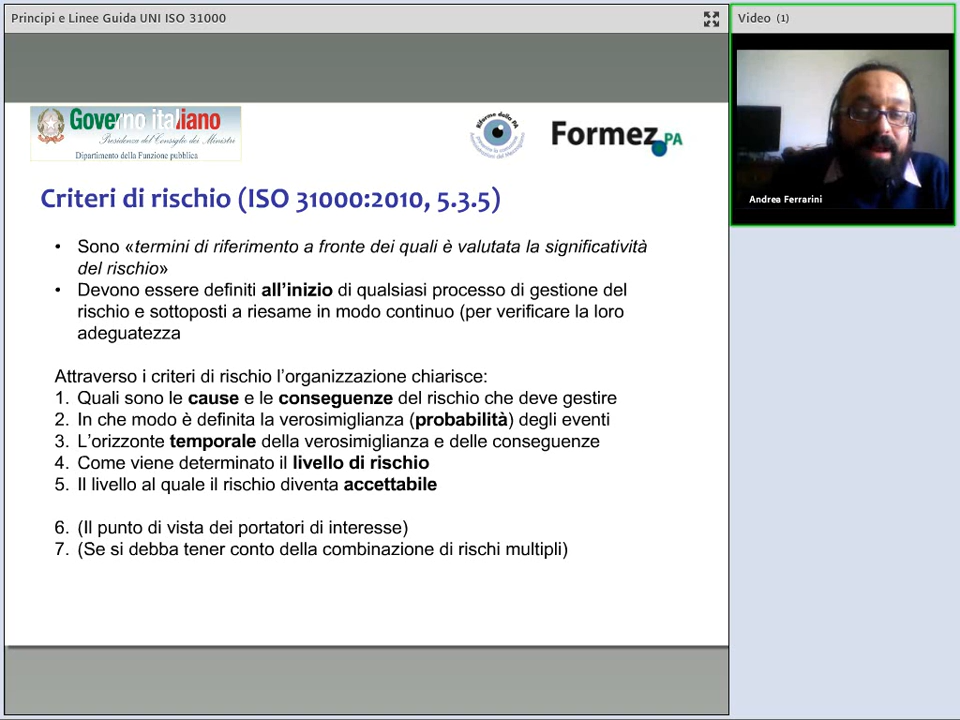 Principi e Linee Guida UNI ISO 31000
Video (1)
Governo italiano
Presidenza del Consiglio dei Ministri
Dipartimento della Funzione pubblica
Riforme della PA
Formez PA
Andrea Ferrarini
Criteri di rischio (ISO 31000:2010, 5.3.5)
• Sono «termini di riferimento a fronte dei quali è valutata la significatività
del rischio»
• Devono essere definiti all’inizio di qualsiasi processo di gestione del
rischio e sottoposti a riesame in modo continuo (per verificare la loro
adeguatezza
Attraverso i criteri di rischio l’organizzazione chiarisce:
1. Quali sono le cause e le conseguenze del rischio che deve gestire
2. In che modo è definita la verosimiglianza (probabilità) degli eventi
3. L’orizzonte temporale della verosimiglianza e delle conseguenze
4. Come viene determinato il livello di rischio
5. Il livello al quale il rischio diventa accettabile
6. (Il punto di vista dei portatori di interesse)
7. (Se si debba tener conto della combinazione di rischi multipli)